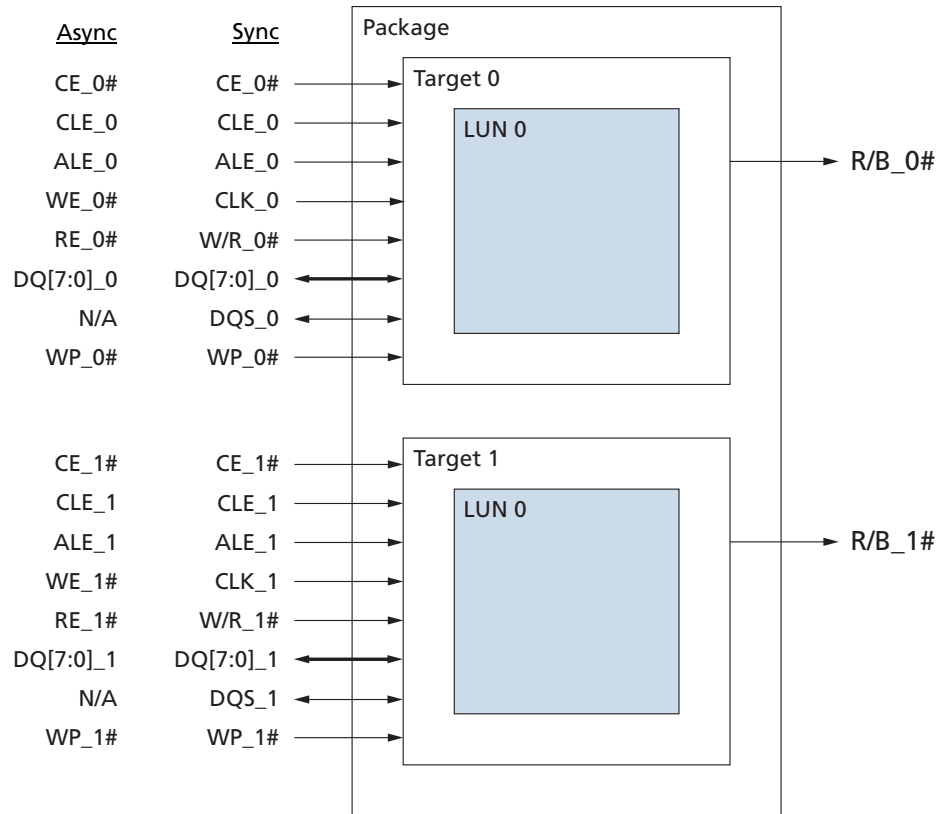 Async Sync Package
CE_0# CE_0# Target 0
CLE_0 CLE_0 LUN 0
ALE_0 ALE_0 R/B_0#
WE_0# CLK_0
RE_0# W/R_0#
DQ[7:0]_0 DQ[7:0]_0
N/A DQS_0
WP_0# WP_0#
CE_1# CE_1# Target 1
CLE_1 CLE_1 LUN 0
ALE_1 ALE_1 R/B_1#
WE_1# CLK_1
RE_1# W/R_1#
DQ[7:0]_1 DQ[7:0]_1
N/A DQS_1
WP_1# WP_1#